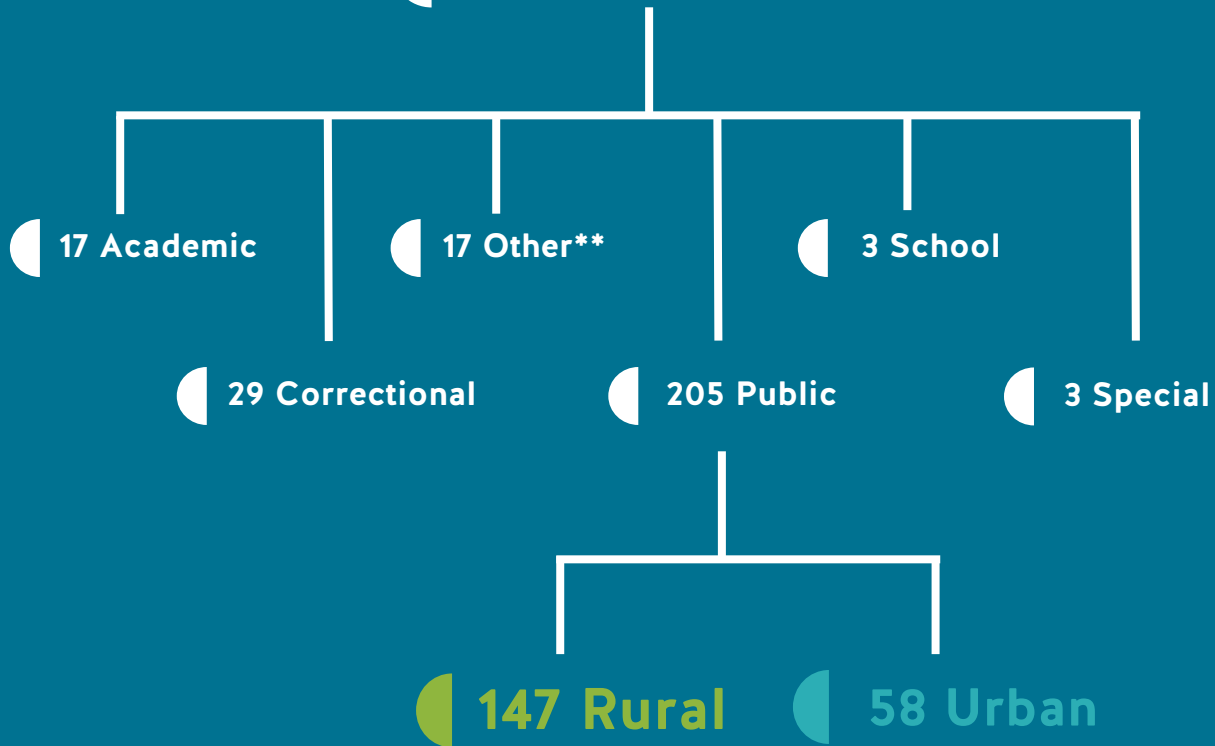 17 Academic
17 Other**
3 School
29 Correctional
205 Public
3 Special
147 Rural
58 Urban